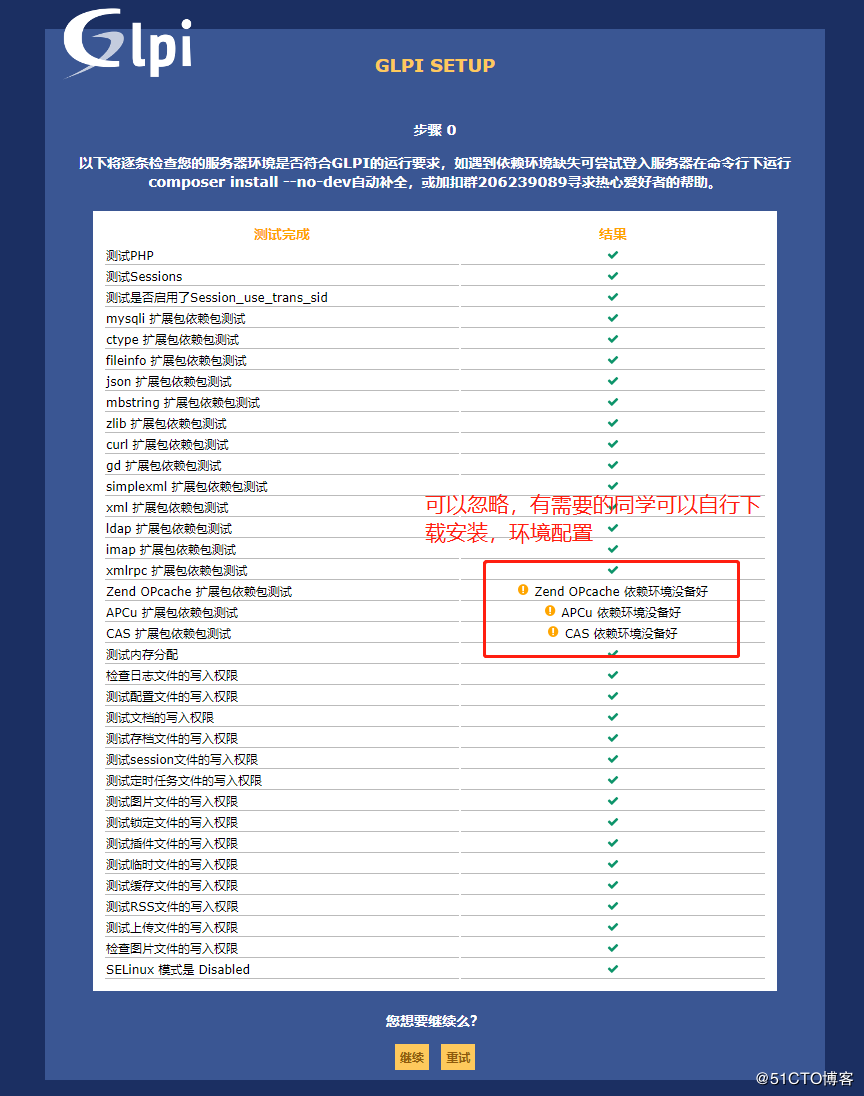 Glpi
GLPI SETUP
步骤 0
以下将逐条检查您的服务器环境是否符合GLPI的运行要求，如遇到依赖环境缺失可尝试登入服务器在命令行下运行
composer install --no-dev自动补全，或加扣群206239089寻求热心爱好者的帮助。
测试完成 结果
测试PHP
测试Sessions
测试是否启用了Session_use_trans_sid
mysqli 扩展包依赖包测试
ctype 扩展包依赖包测试
fileinfo 扩展包依赖包测试
json 扩展包依赖包测试
mbstring 扩展包依赖包测试
zlib 扩展包依赖包测试
curl 扩展包依赖包测试
gd 扩展包依赖包测试
simplexml 扩展包依赖包测试
xml 扩展包依赖包测试
可以忽略，有需要的同学可以自行下
载安装，环境配置
ldap 扩展包依赖包测试
imap 扩展包依赖包测试
xmlrpc 扩展包依赖包测试
Zend OPcache 扩展包依赖包测试 Zend OPcache 依赖环境没备好
APCu 扩展包依赖包测试 APCu 依赖环境没备好
CAS 扩展包依赖包测试 CAS 依赖环境没备好
测试内存分配
检查日志文件的写入权限
测试配置文件的写入权限
测试文档的写入权限
测试存档文件的写入权限
测试session文件的写入权限
测试定时任务文件的写入权限
测试图片文件的写入权限
测试锁定文件的写入权限
测试插件文件的写入权限
测试临时文件的写入权限
测试缓存文件的写入权限
测试RSS文件的写入权限
测试上传文件的写入权限
检查图片文件的写入权限
SELinux 模式是 Disabled
您想要继续么?
继续 重试
@51CTO博客